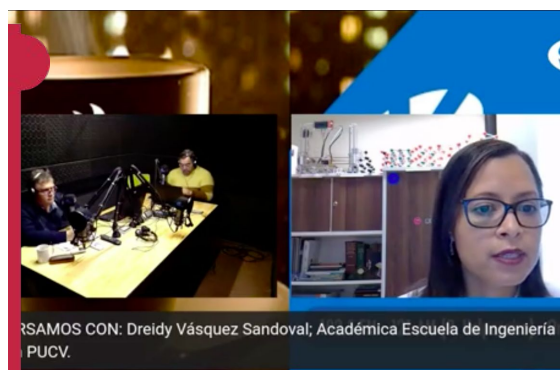 RSAMOS CON: Dreidy Vásquez Sandoval; Académica Escuela de Ingeniería
PUCV.